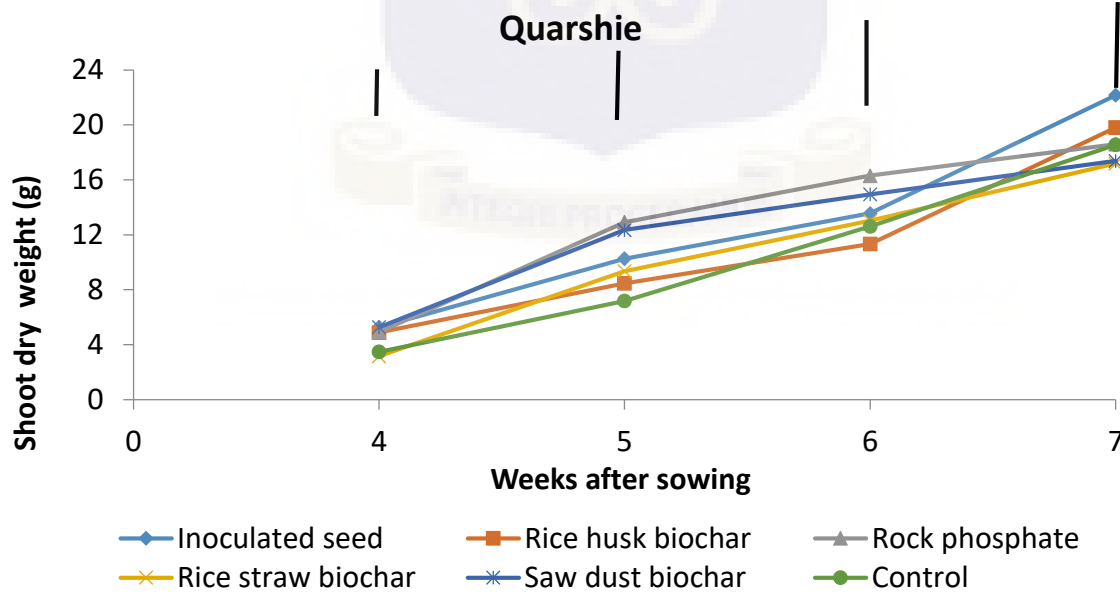 Quarshie
24
20
16
12
8
4
0
Shoot dry weight (g)
0 4 5 6 7
Weeks after sowing
Inoculated seed Rice husk biochar Rock phosphate
Rice straw biochar Saw dust biochar Control